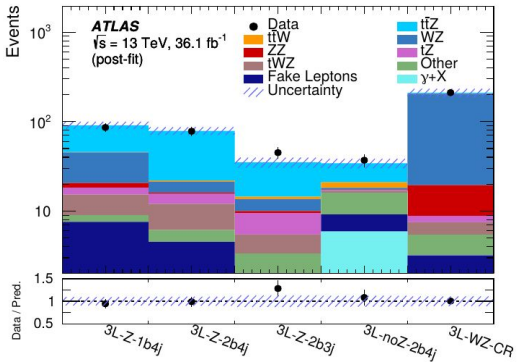 Events
10³
10²
10
ATLAS
√s = 13 TeV, 36.1 fb⁻¹
(post-fit)
Data
tt̄W
ZZ
tWZ
Fake Leptons
Uncertainty
tt̄Z
WZ
tZ
Other
γ+X
Data / Pred.
1.5
1
0.5
3L-Z-1b4j
3L-Z-2b4j
3L-Z-2b3j
3L-noZ-2b4j
3L-WZ-CR